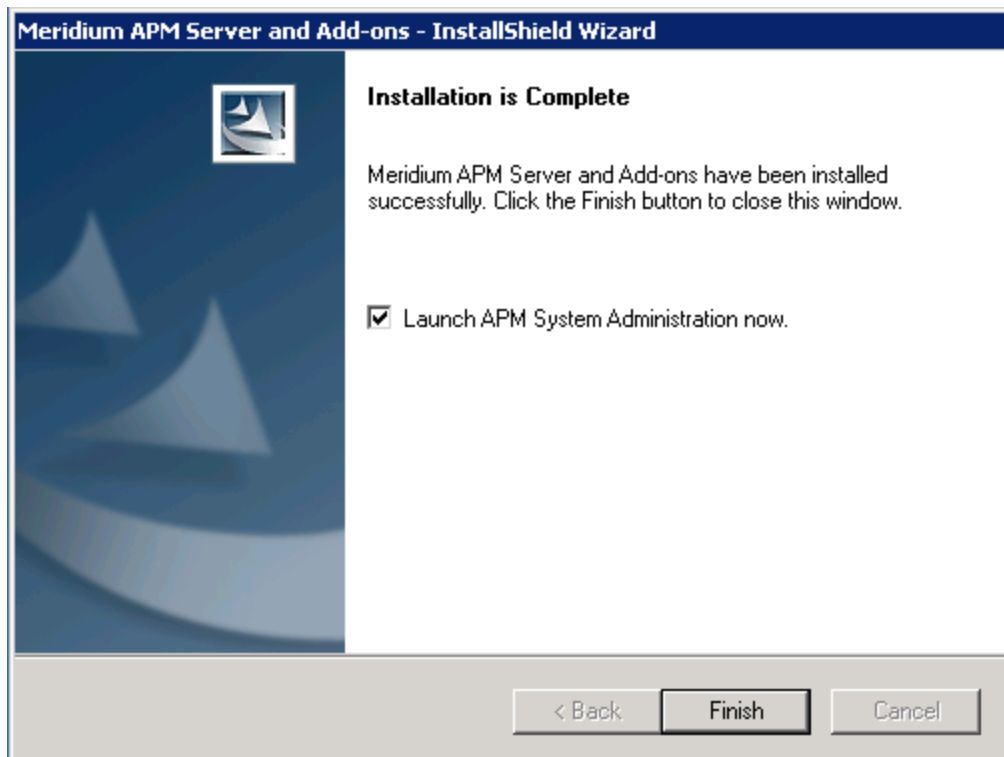 Meridium APM Server and Add-ons - InstallShield Wizard
Installation is Complete
Meridium APM Server and Add-ons have been installed
successfully. Click the Finish button to close this window.
Launch APM System Administration now.
< Back
Finish
Cancel